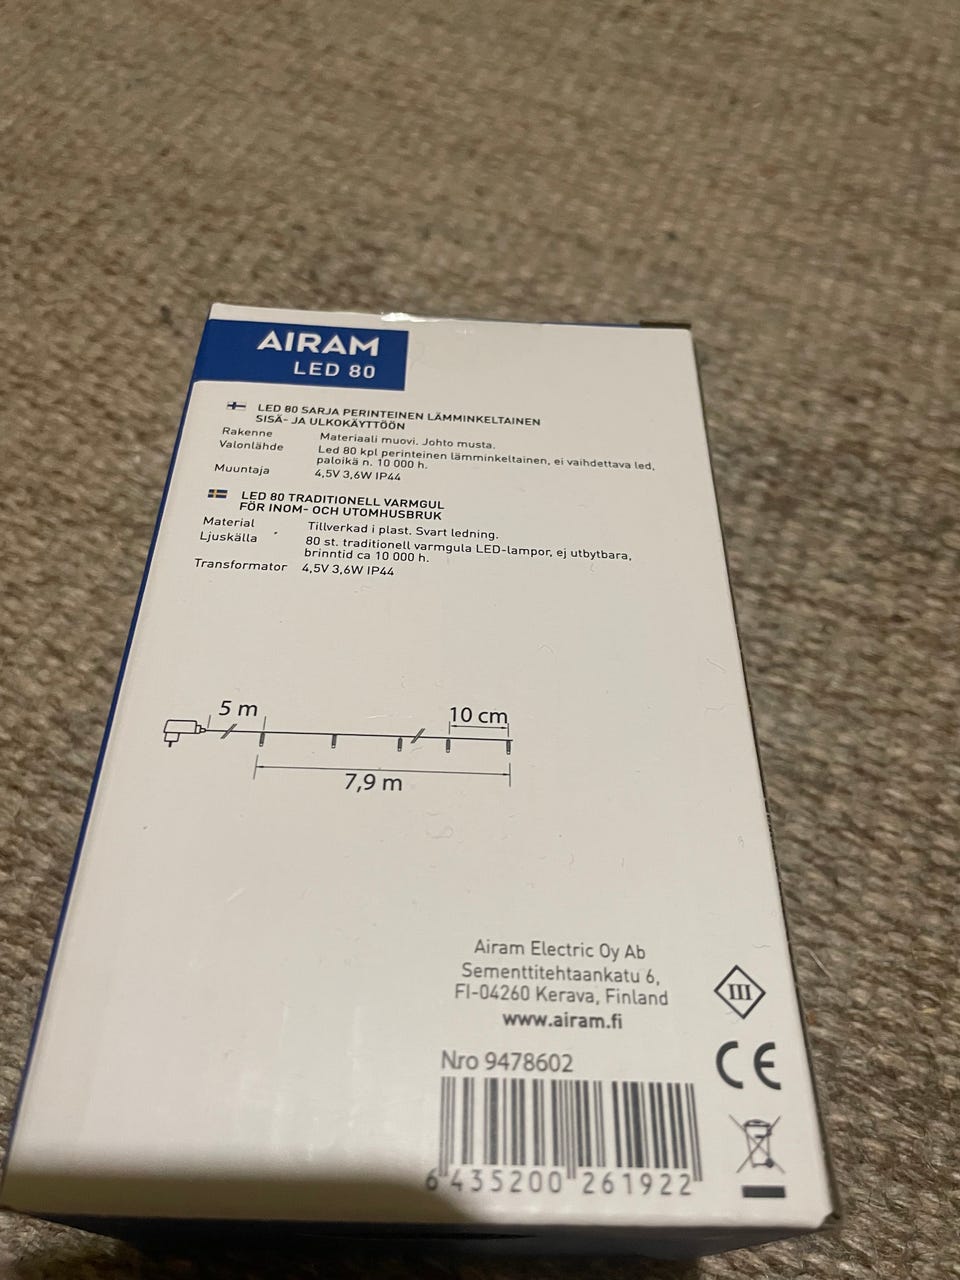 AIRAM
LED 80
LED 80 SARJA PERINTEINEN LÄMMINKELTAINEN
SISÄ- JA ULKOKÄYTTÖÖN
Rakenne Materiaali muovi. Johto musta.
Valonlähde Led 80 kpl perinteinen lämminkeltainen, ei vaihdettava led,
paloikä n. 10 000 h.
Muuntaja 4,5V 3,6W IP44
LED 80 TRADITIONELL VARMGUL
FÖR INOM- OCH UTOMHUSBRUK
Material Tillverkad i plast. Svart ledning.
Ljuskälla 80 st. traditionell varmgula LED-lampor, ej utbytbara,
brinntid ca 10 000 h.
Transformator 4,5V 3,6W IP44
5 m
10 cm
7,9 m
Airam Electric Oy Ab
Sementtitehtaankatu 6,
FI-04260 Kerava, Finland
www.airam.fi
III
CE
Nro 9478602
6 435200 261922